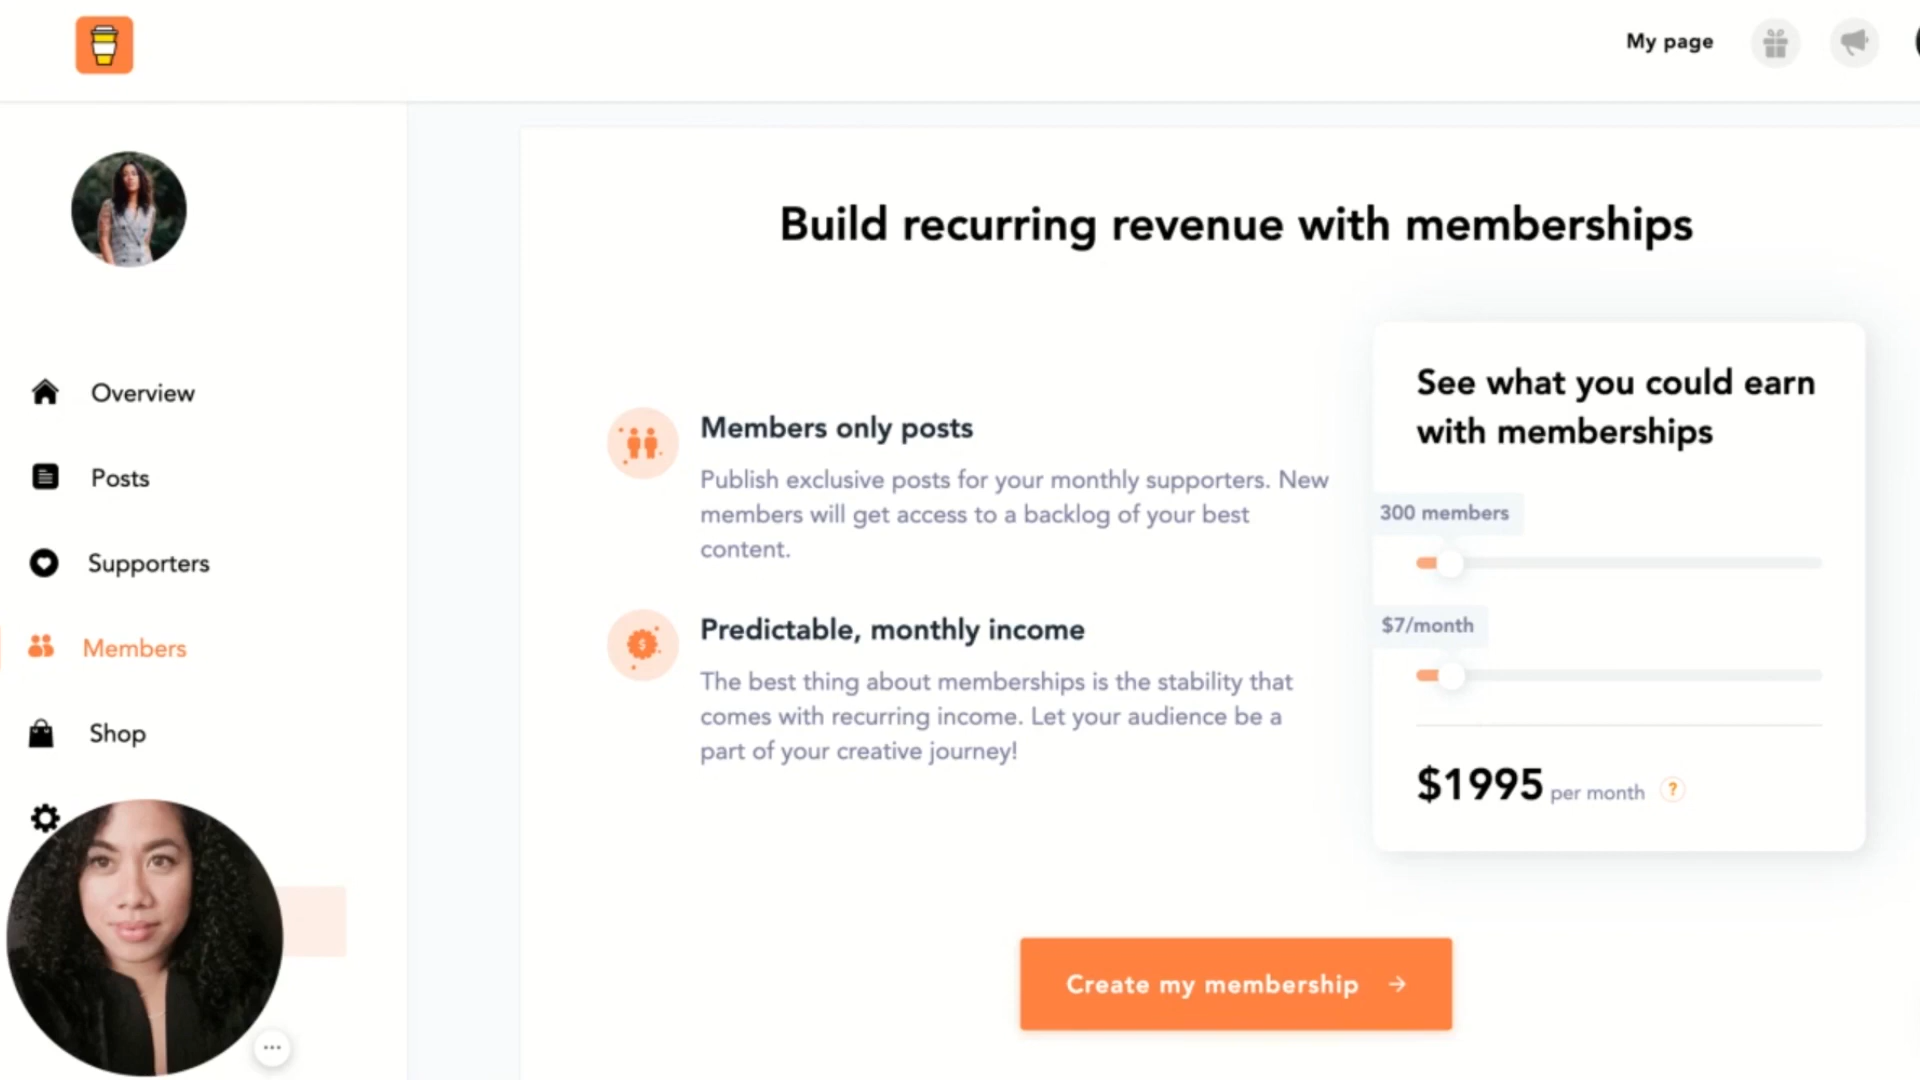 My page
Overview
Posts
Supporters
Members
Shop
Build recurring revenue with memberships
Members only posts
Publish exclusive posts for your monthly supporters. New
members will get access to a backlog of your best
content.
Predictable, monthly income
The best thing about memberships is the stability that
comes with recurring income. Let your audience be a
part of your creative journey!
See what you could earn
with memberships
300 members
$7/month
$1995 per month ?
Create my membership →